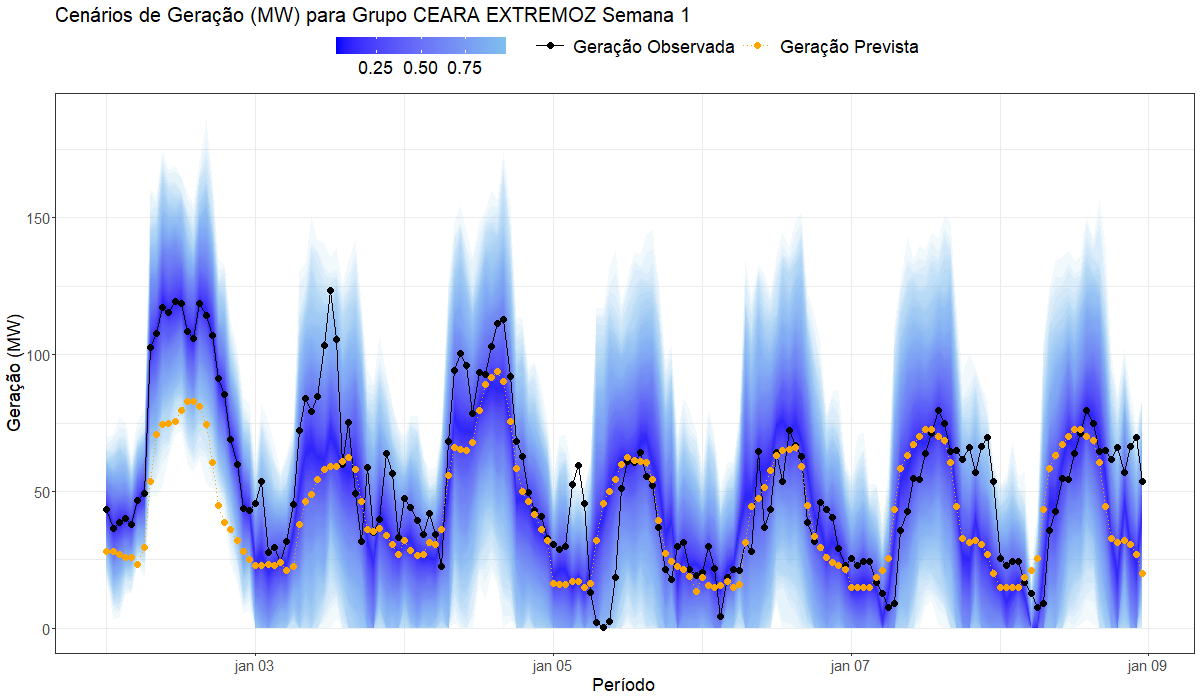 Cenários de Geração (MW) para Grupo CEARA EXTREMOZ Semana 1
0.25 0.50 0.75
Geração Observada
Geração Prevista
Geração (MW)
150
100
50
0
jan 03
jan 05
jan 07
jan 09
Período